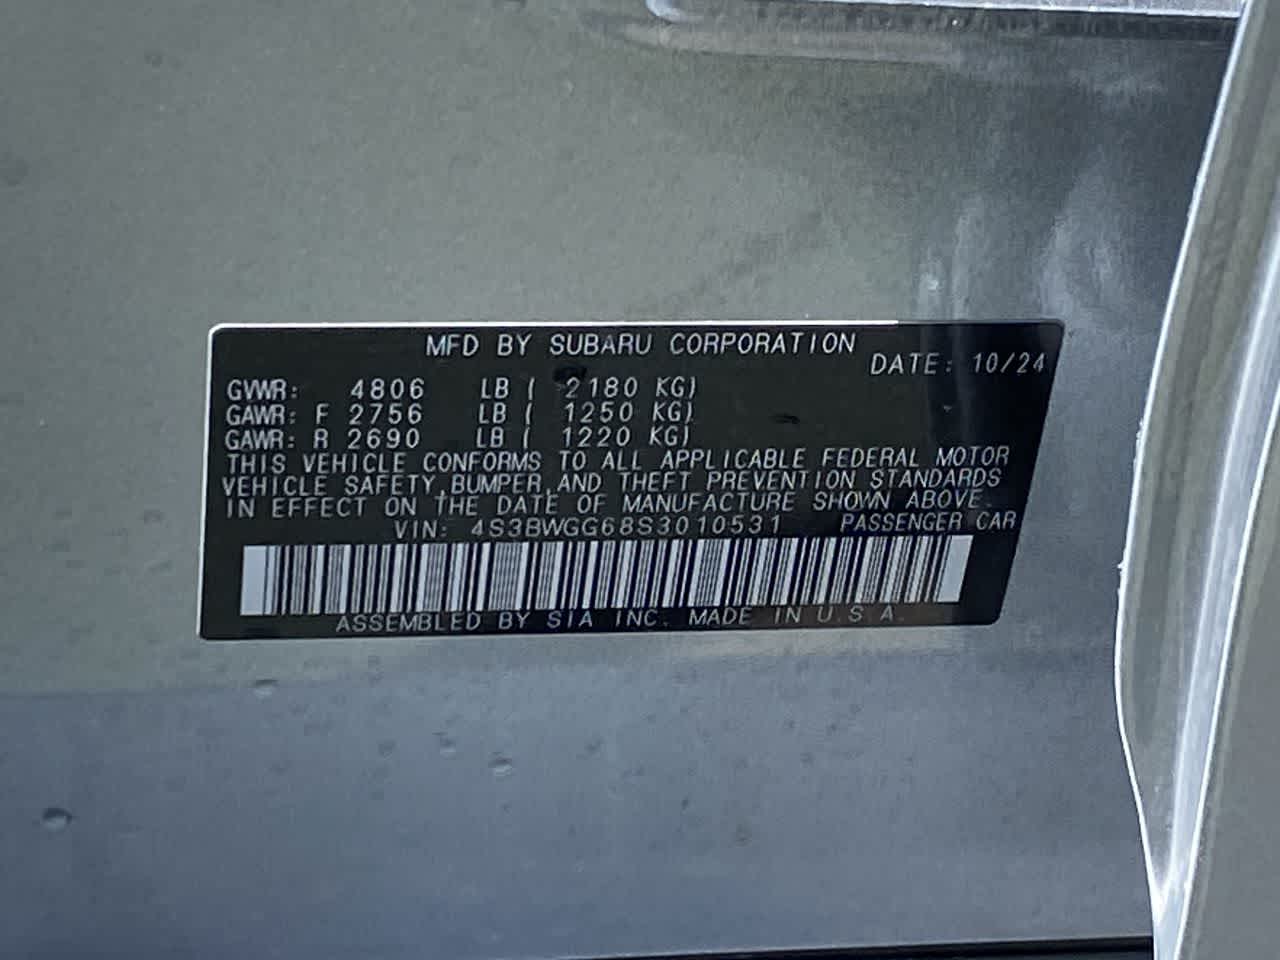 MFD BY SUBARU CORPORATION
DATE: 10/24
GVWR: 4806 LB ( 2180 KG)
GAWR: F 2756 LB ( 1250 KG)
GAWR: R 2690 LB ( 1220 KG)
THIS VEHICLE CONFORMS TO ALL APPLICABLE FEDERAL MOTOR
VEHICLE SAFETY,BUMPER,AND THEFT PREVENTION STANDARDS
IN EFFECT ON THE DATE OF MANUFACTURE SHOWN ABOVE.
VIN: 4S3BWGG68S3010531 PASSENGER CAR
ASSEMBLED BY SIA INC. MADE IN U.S.A.